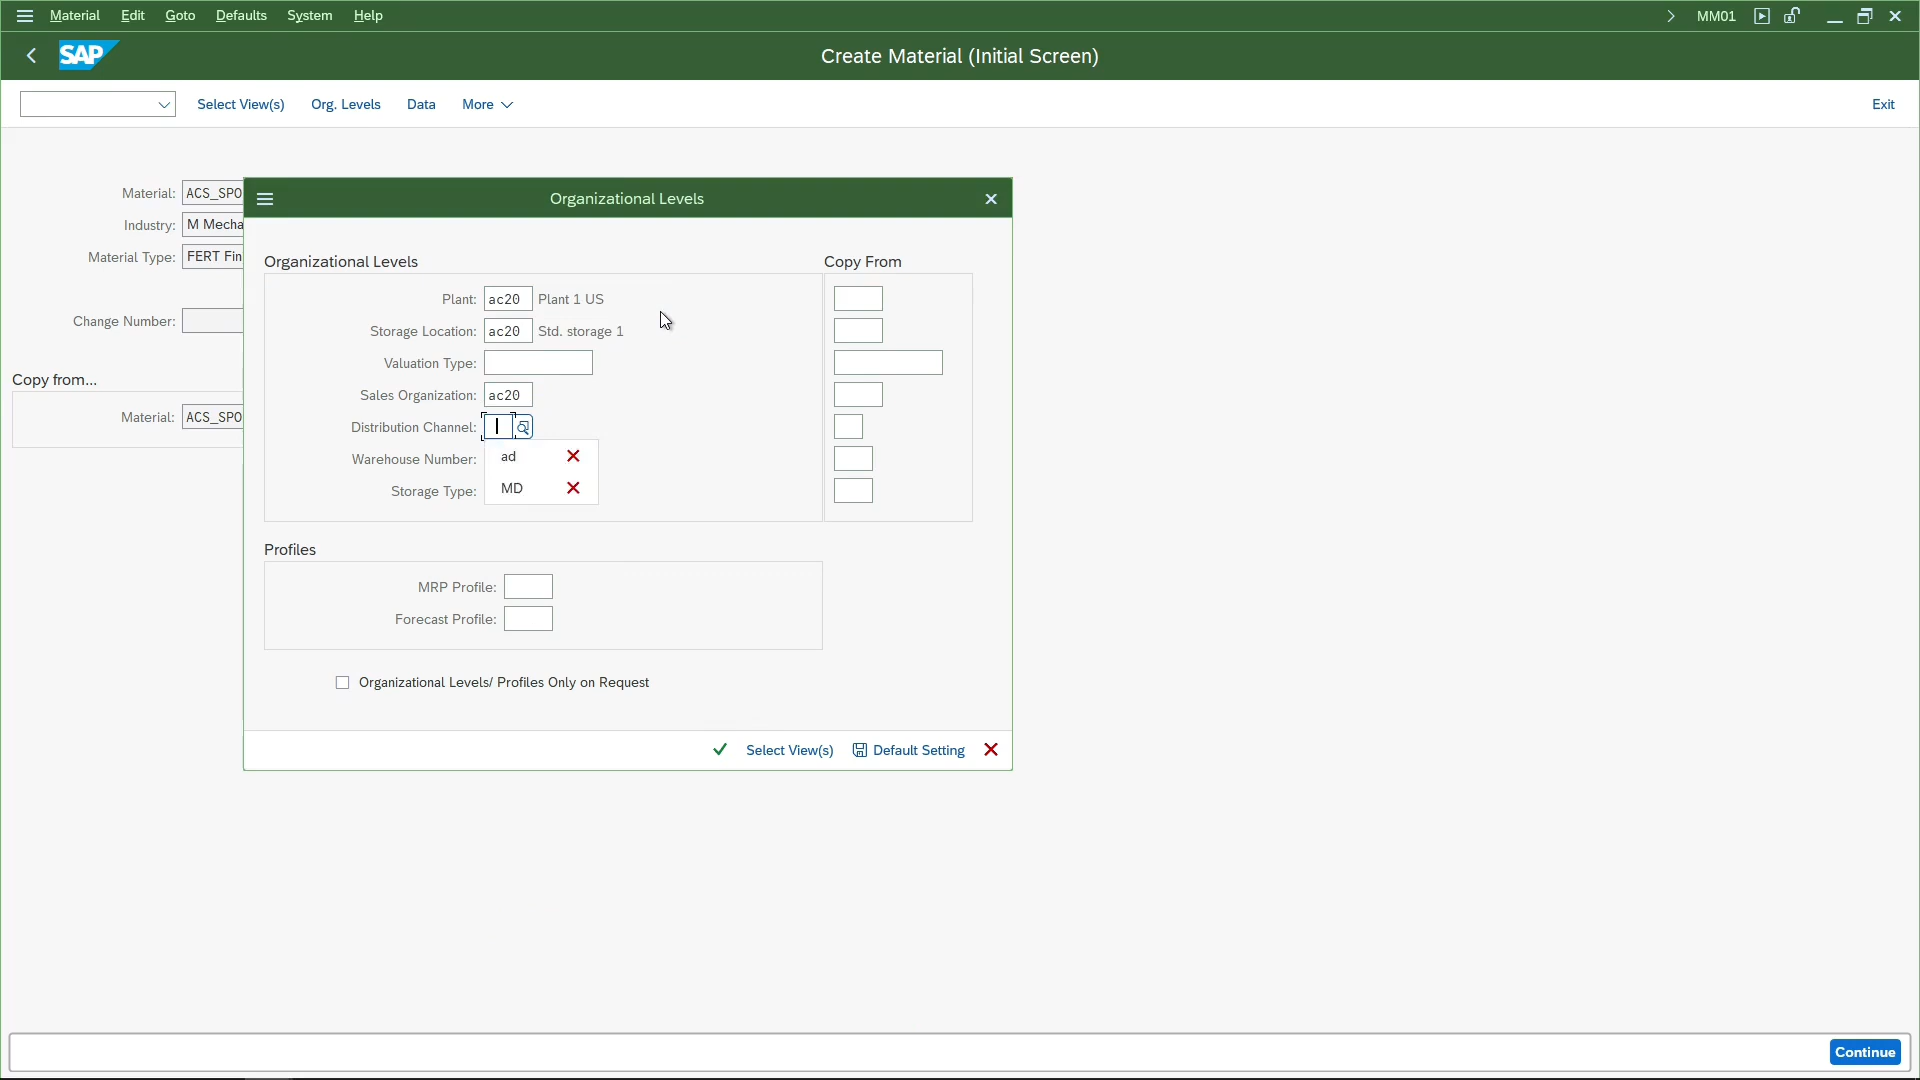 Material Edit Goto Defaults System Help MM01
SAP Create Material (Initial Screen)
Select View(s) Org. Levels Data More Exit
Material: ACS_SPO
Industry: M Mecha
Material Type: FERT Fin
Change Number:
Copy from...
Material: ACS_SPO
Organizational Levels
Organizational Levels Copy From
Plant: ac20 Plant 1 US
Storage Location: ac20 Std. storage 1
Valuation Type:
Sales Organization: ac20
Distribution Channel:
Warehouse Number: ad
Storage Type: MD
Profiles
MRP Profile:
Forecast Profile:
Organizational Levels/ Profiles Only on Request
Select View(s) Default Setting
Continue